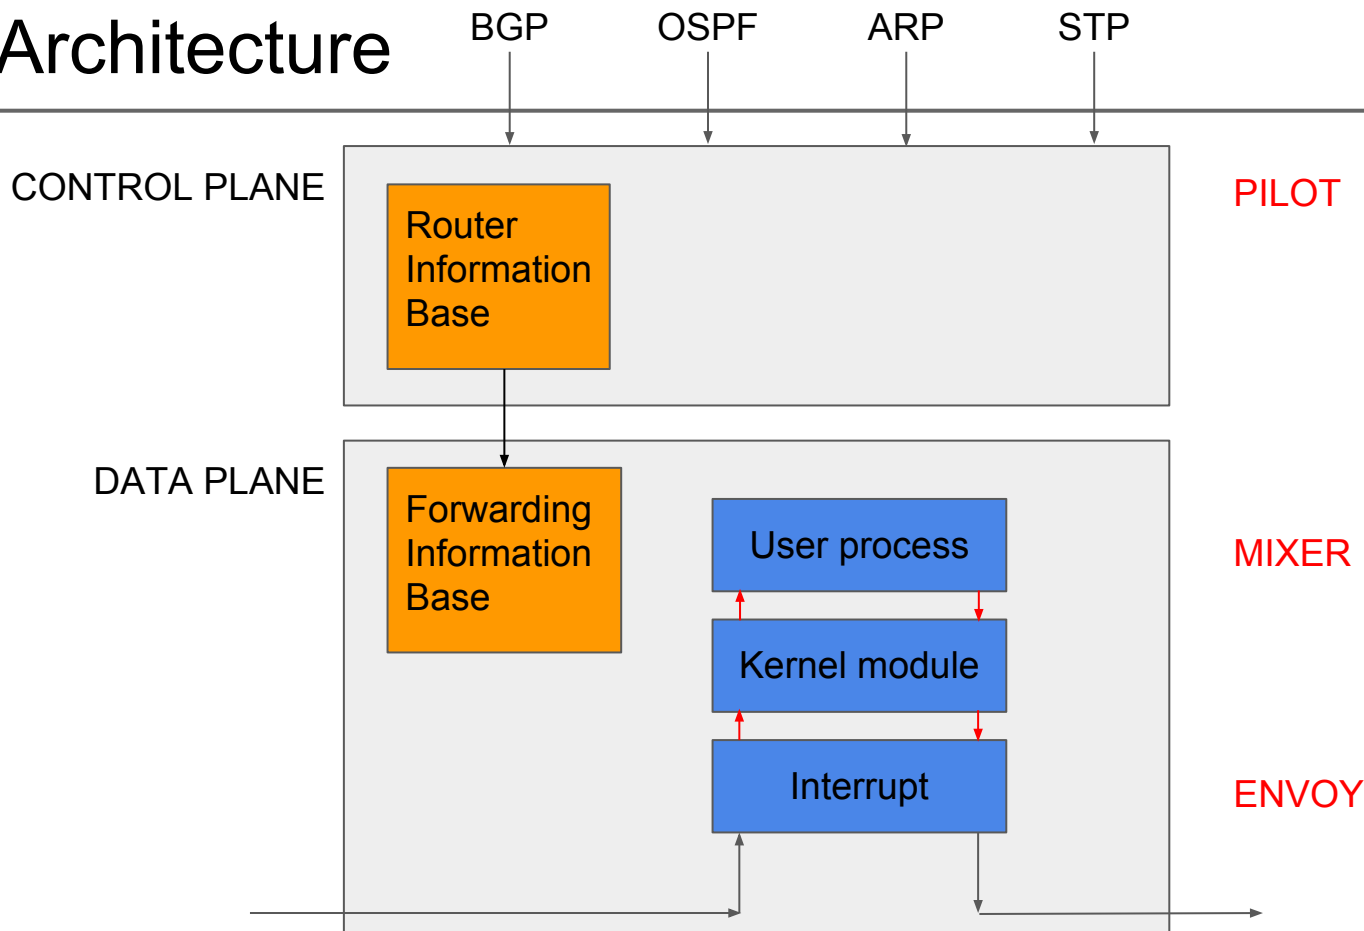 Architecture
BGP
OSPF
ARP
STP
CONTROL PLANE
PILOT
Router
Information
Base
DATA PLANE
Forwarding
Information
Base
User process
MIXER
Kernel module
Interrupt
ENVOY